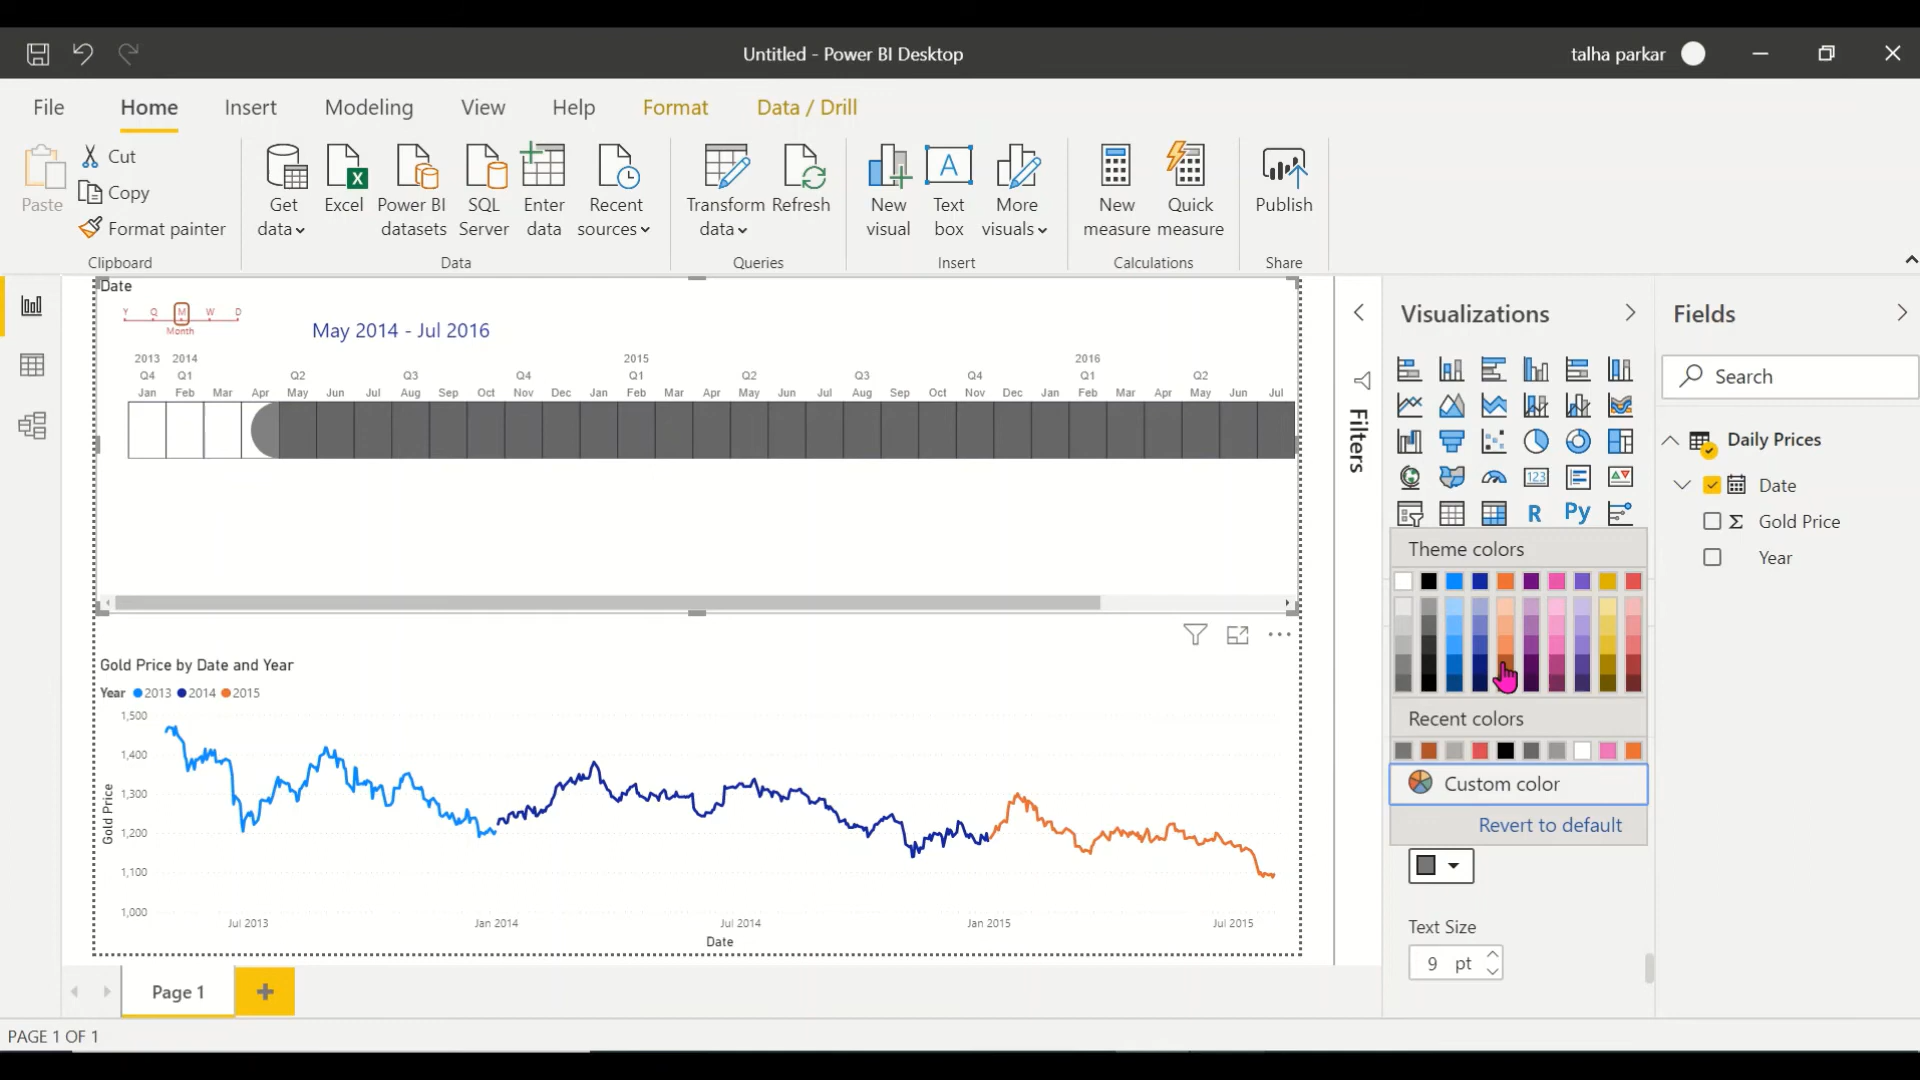 Untitled - Power BI Desktop
talha parkar
File Home Insert Modeling View Help Format Data / Drill
Paste
Cut
Copy
Format painter
Clipboard
Get data
Excel
Power BI datasets
SQL Server
Enter data
Recent sources
Data
Transform data
Refresh
Queries
New visual
A
Text box
More visuals
Insert
New measure
Quick measure
Calculations
Publish
Share
Date
Y Q M W D
Month
May 2014 - Jul 2016
2013 2014 2015 2016
Q4 Q1 Q2 Q3 Q4 Q1 Q2 Q3 Q4 Q1 Q2
Jan Feb Mar Apr May Jun Jul Aug Sep Oct Nov Dec Jan Feb Mar Apr May Jun Jul Aug Sep Oct Nov Dec Jan Feb Mar Apr May Jun Jul
Gold Price by Date and Year
Year 2013 2014 2015
1,500
1,400
1,300
1,200
1,100
1,000
Gold Price
Jul 2013 Jan 2014 Jul 2014 Jan 2015 Jul 2015
Date
Page 1
PAGE 1 OF 1
Filters
Visualizations
123
R Py
Theme colors
Recent colors
Custom color
Revert to default
Text Size
9 pt
Fields
Search
Daily Prices
Date
Σ Gold Price
Year